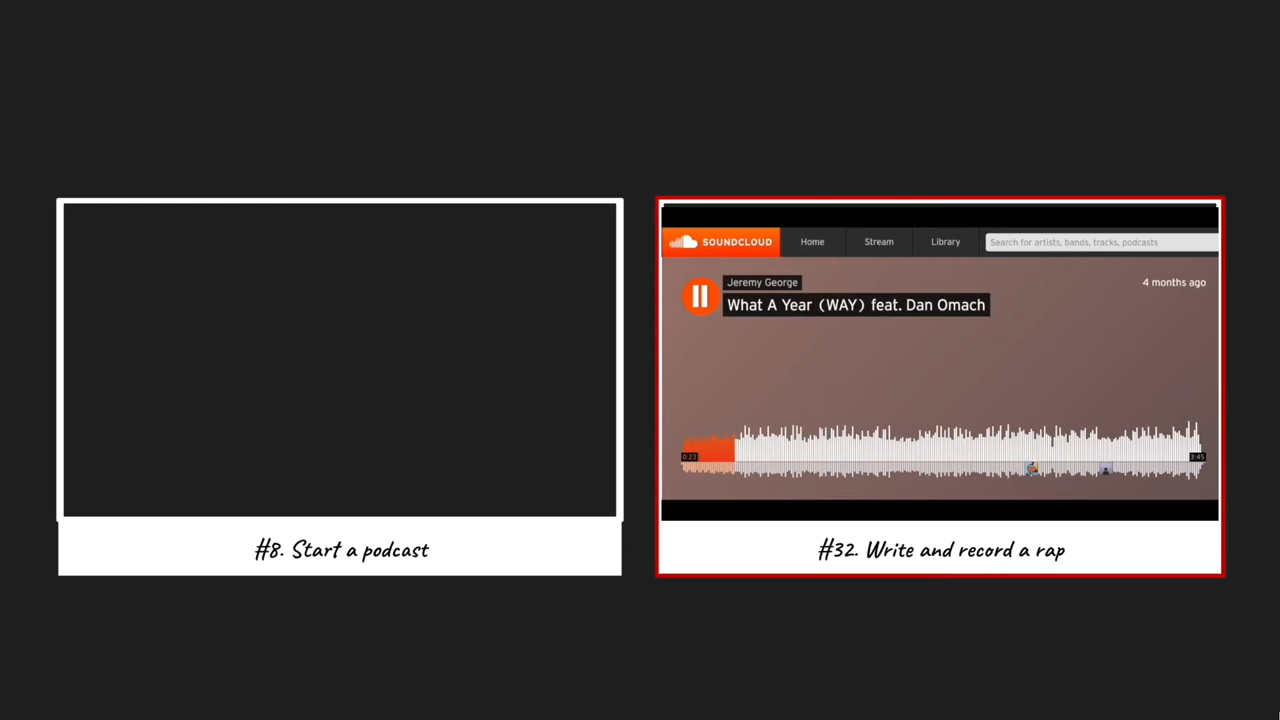 SOUNDCLOUD Home Stream Library Search for artists, bands, tracks, podcasts
Jeremy George 4 months ago
What A Year (WAY) feat. Dan Omach
0:23 3:45
#8. Start a podcast #32. Write and record a rap